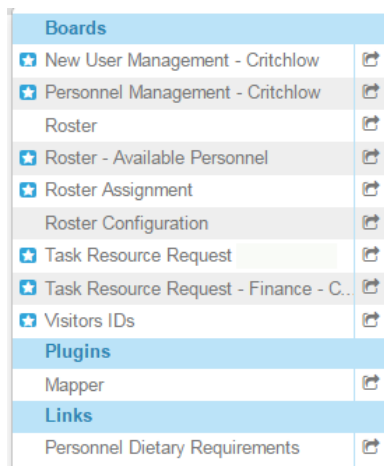 Boards
New User Management - Critchlow
Personnel Management - Critchlow
Roster
Roster - Available Personnel
Roster Assignment
Roster Configuration
Task Resource Request
Task Resource Request - Finance - C...
Visitors IDs
Plugins
Mapper
Links
Personnel Dietary Requirements